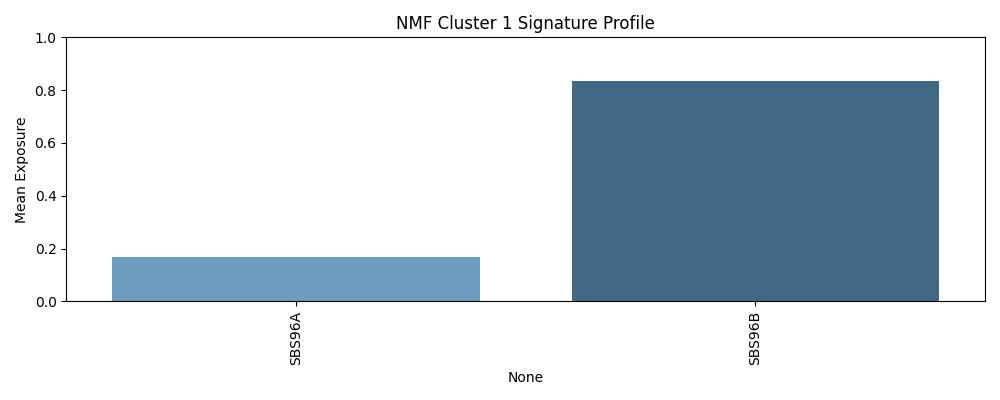 NMF Cluster 1 Signature Profile
1.0
0.8
0.6
0.4
0.2
0.0
Mean Exposure
SBS96A
SBS96B
None